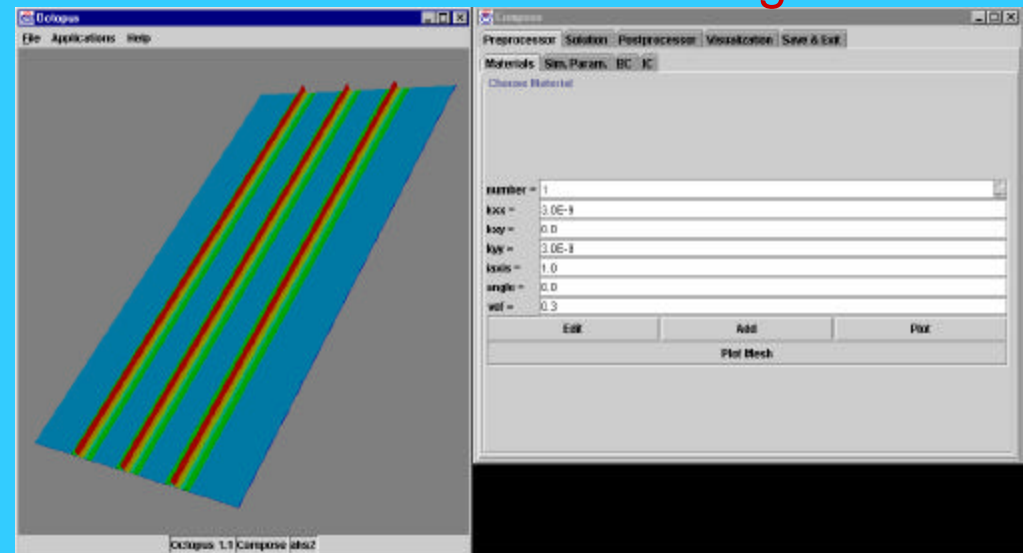 Octopus
File Applications Help
Octopus 1.1 Compose
Compose
Preprocessor Solution Postprocessor Visualization Save & Exit
Materials Sim. Param. BC IC
Choose Material
number = 1
kxx = 3.0E-9
kxy = 0.0
kyy = 3.0E-9
iaxis = 1.0
angle = 0.0
vof = 0.3
Edit Add Plot
Plot Mesh